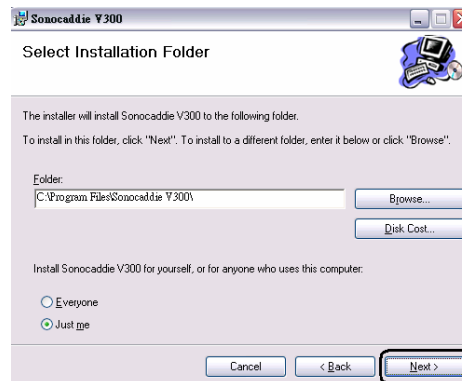 Sonocaddie V300
Select Installation Folder
The installer will install Sonocaddie V300 to the following folder.
To install in this folder, click "Next". To install to a different folder, enter it below or click "Browse".
Folder:
C:\Program Files\Sonocaddie V300\
Browse...
Disk Cost...
Install Sonocaddie V300 for yourself, or for anyone who uses this computer:
Everyone
Just me
Cancel
< Back
Next >